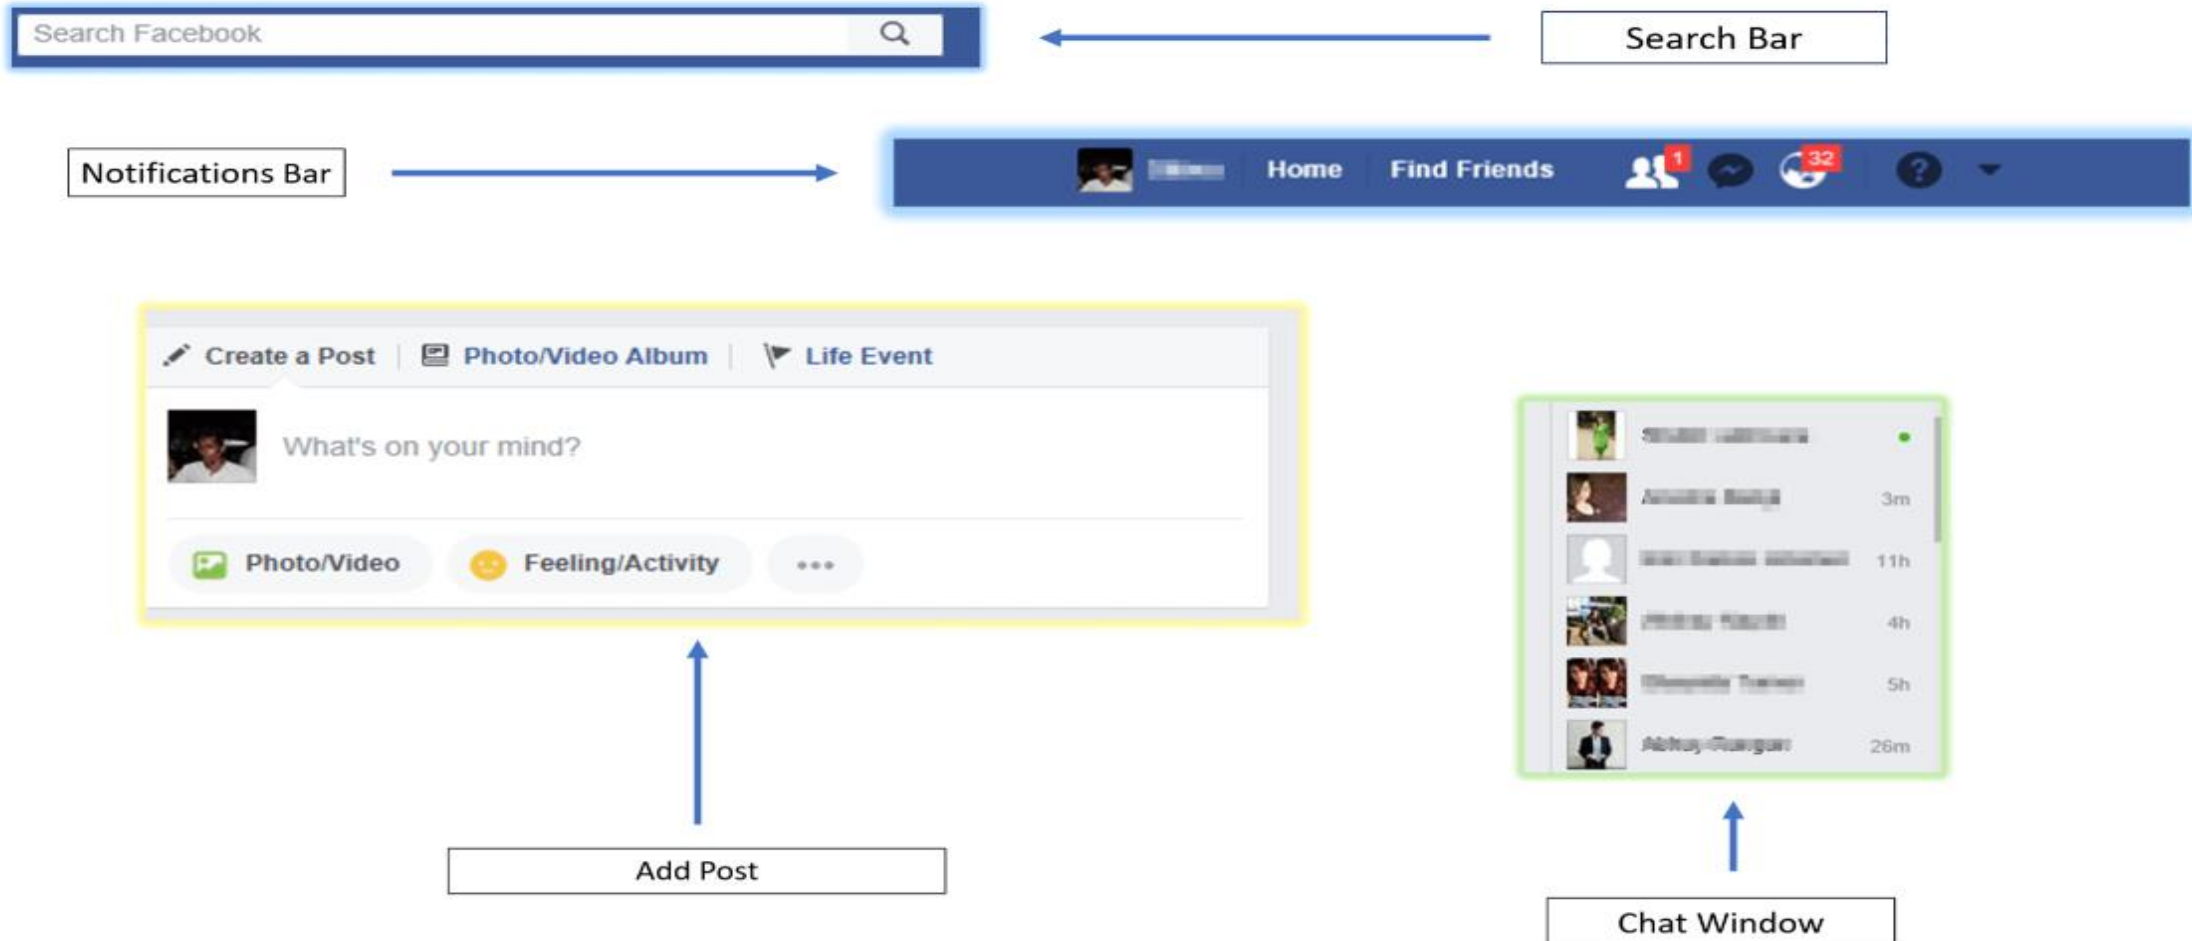 Search Facebook
Search Bar
Notifications Bar
Home Find Friends 1 32 ?
Create a Post Photo/Video Album Life Event
What's on your mind?
Photo/Video Feeling/Activity •••
3m
11h
4h
5h
26m
Add Post
Chat Window